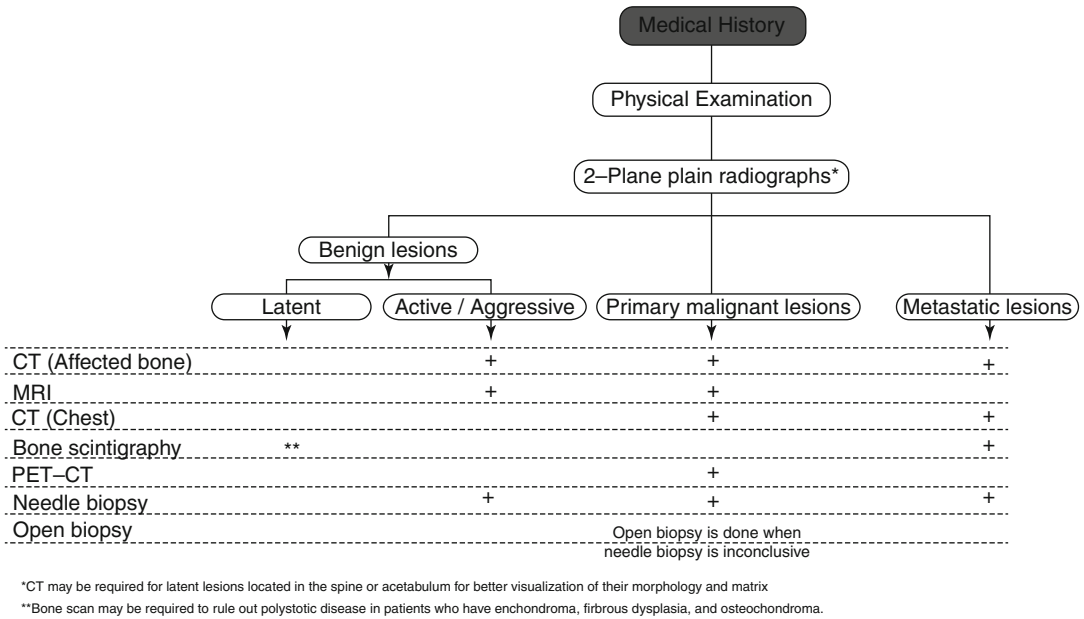 Medical History
Physical Examination
2–Plane plain radiographs*
Benign lesions
Latent
Active / Aggressive
Primary malignant lesions
Metastatic lesions
CT (Affected bone) + + +
MRI + +
CT (Chest) + +
Bone scintigraphy ** +
PET–CT +
Needle biopsy + + +
Open biopsy
Open biopsy is done when
needle biopsy is inconclusive
*CT may be required for latent lesions located in the spine or acetabulum for better visualization of their morphology and matrix
**Bone scan may be required to rule out polystotic disease in patients who have enchondroma, firbrous dysplasia, and osteochondroma.